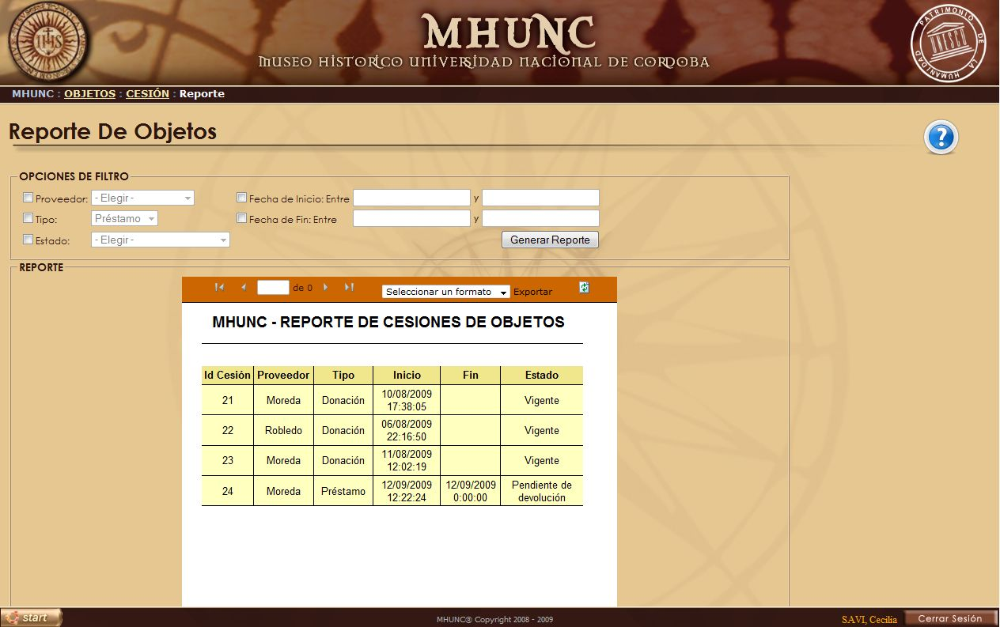 MHUNC
MUSEO HISTORICO UNIVERSIDAD NACIONAL DE CORDOBA
PATRIMONIO DE LA HUMANIDAD
UNESCO
IHS
MHUNC : OBJETOS : CESIÓN : Reporte
Reporte De Objetos
?
OPCIONES DE FILTRO
Proveedor: - Elegir - Fecha de Inicio: Entre y
Tipo: Préstamo Fecha de Fin: Entre y
Estado: - Elegir - Generar Reporte
REPORTE
de 0 Seleccionar un formato Exportar
MHUNC - REPORTE DE CESIONES DE OBJETOS
Id Cesión Proveedor Tipo Inicio Fin Estado
21 Moreda Donación 10/08/2009 17:38:05 Vigente
22 Robledo Donación 06/08/2009 22:16:50 Vigente
23 Moreda Donación 11/08/2009 12:02:19 Vigente
24 Moreda Préstamo 12/09/2009 12:22:24 12/09/2009 0:00:00 Pendiente de devolución
start MHUNC® Copyright 2008 - 2009 SAVI, Cecilia Cerrar Sesión